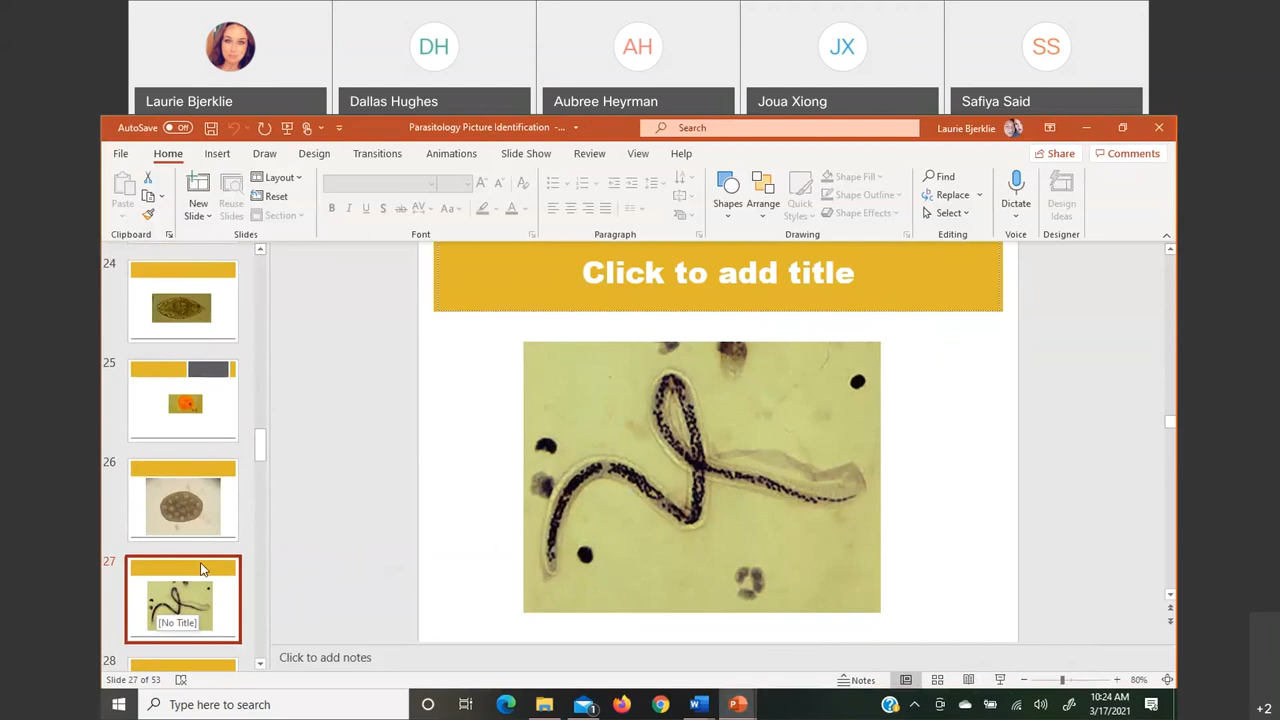 DH
AH
JX
SS
Laurie Bjerklie
Dallas Hughes
Aubree Heyrman
Joua Xiong
Safiya Said
AutoSave Off
Parasitology Picture Identification -...
Search
Laurie Bjerklie
File Home Insert Draw Design Transitions Animations Slide Show Review View Help
Share
Comments
Paste
New
Slide
Reuse
Slides
Layout
Reset
Section
B I U S ab AV Aa A
Shapes
Arrange
Quick
Styles
Shape Fill
Shape Outline
Shape Effects
Find
Replace
Select
Dictate
Design
Ideas
Clipboard
Slides
Font
Paragraph
Drawing
Editing
Voice
Designer
24
25
26
27
[No Title]
28
Click to add title
Click to add notes
Slide 27 of 53
Notes
80%
Type here to search
1
10:24 AM
3/17/2021
+2